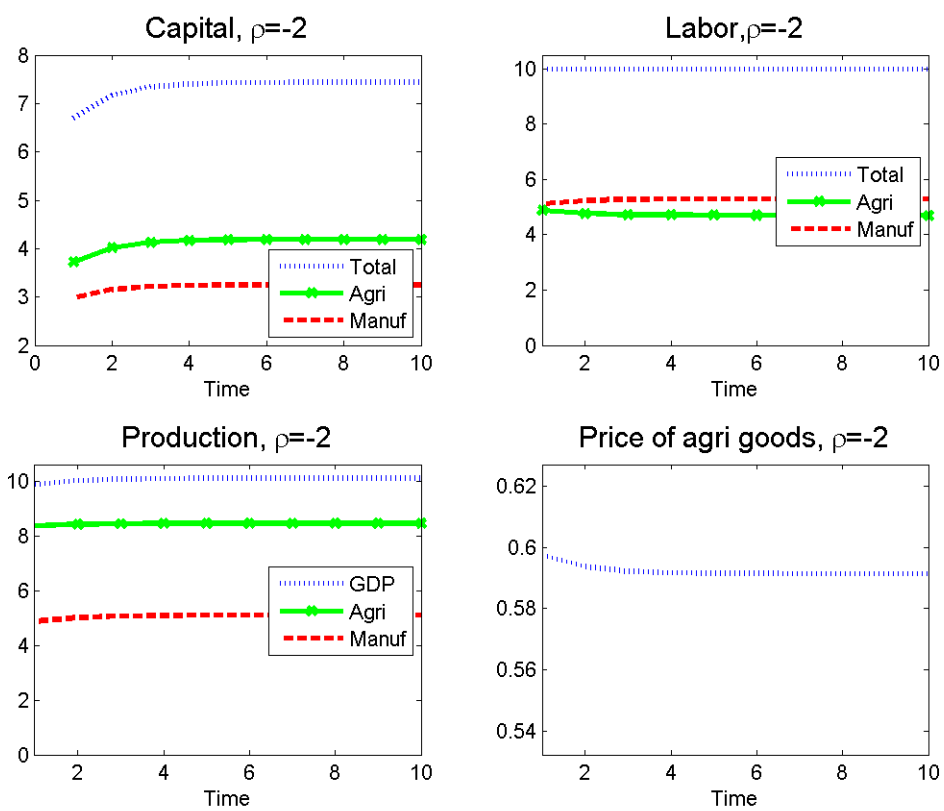 Capital, ρ=-2
8
7
6
5
4
3
2
0
2
4
6
8
10
Time
Total
Agri
Manuf
Labor,ρ=-2
10
8
6
4
2
0
2
4
6
8
10
Time
Total
Agri
Manuf
Production, ρ=-2
10
8
6
4
2
0
2
4
6
8
10
Time
GDP
Agri
Manuf
Price of agri goods, ρ=-2
0.62
0.6
0.58
0.56
0.54
2
4
6
8
10
Time